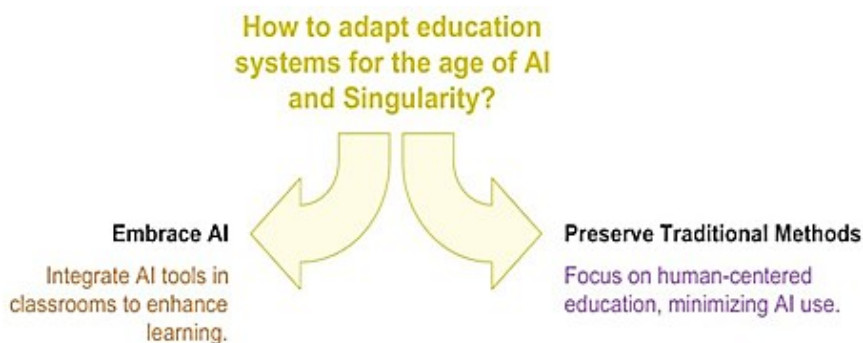 How to adapt education
systems for the age of AI
and Singularity?
Embrace AI
Integrate AI tools in
classrooms to enhance
learning.
Preserve Traditional Methods
Focus on human-centered
education, minimizing AI use.